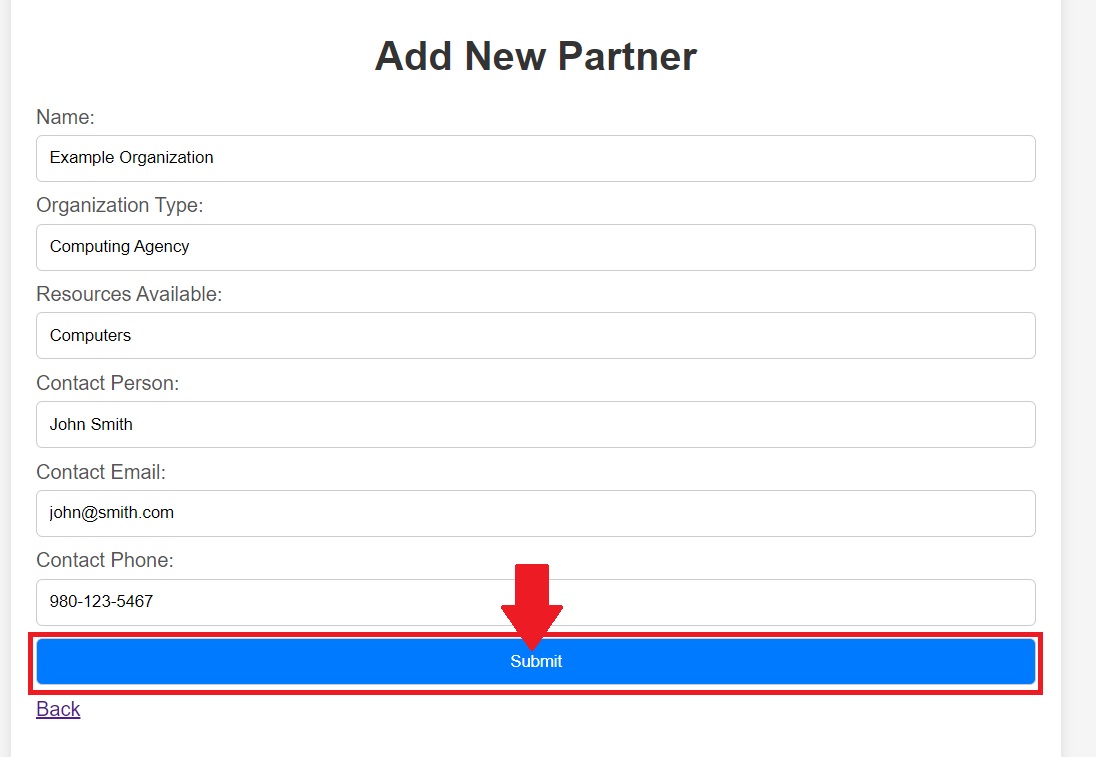 Add New Partner
Name:
Example Organization
Organization Type:
Computing Agency
Resources Available:
Computers
Contact Person:
John Smith
Contact Email:
john@smith.com
Contact Phone:
980-123-5467
Submit
Back